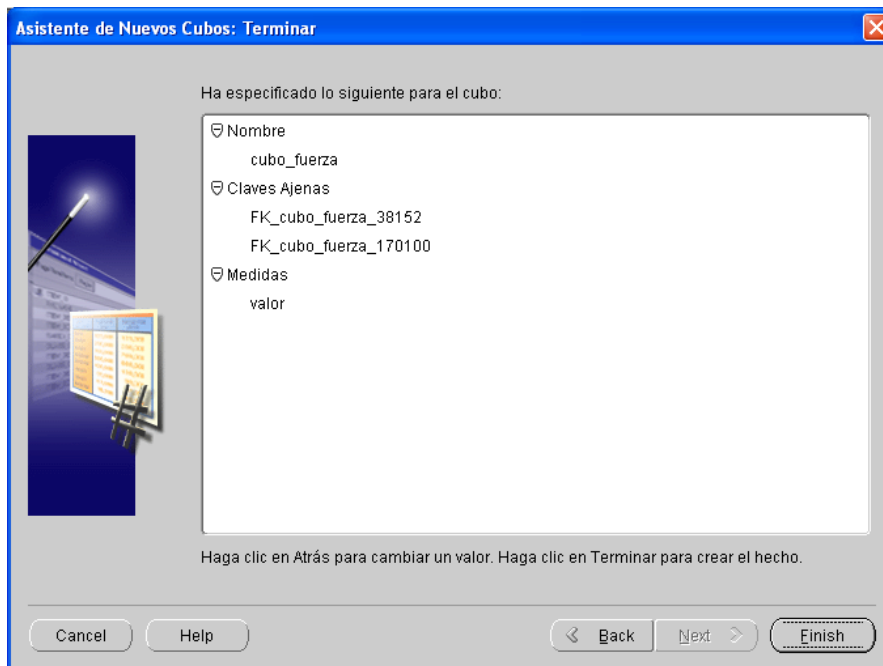 Asistente de Nuevos Cubos: Terminar
Ha especificado lo siguiente para el cubo:
Nombre
cubo_fuerza
Claves Ajenas
FK_cubo_fuerza_38152
FK_cubo_fuerza_170100
Medidas
valor
Haga clic en Atrás para cambiar un valor. Haga clic en Terminar para crear el hecho.
Cancel Help Back Next Finish